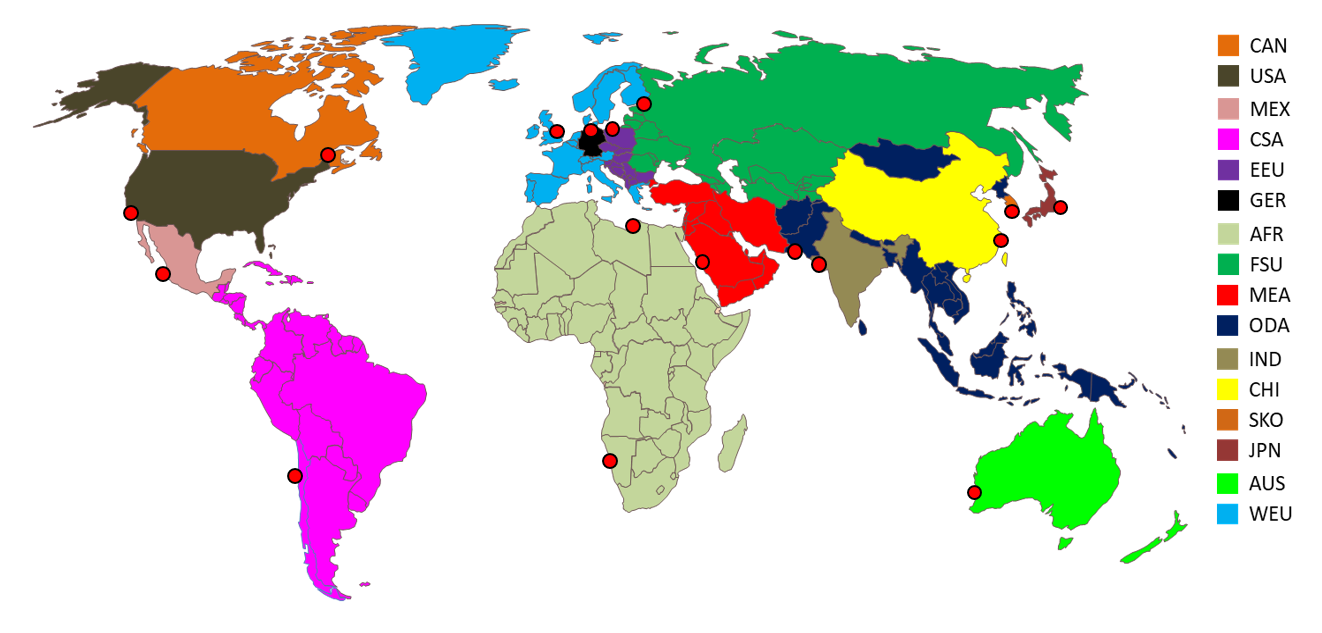 CAN
USA
MEX
CSA
EEU
GER
AFR
FSU
MEA
ODA
IND
CHI
SKO
JPN
AUS
WEU